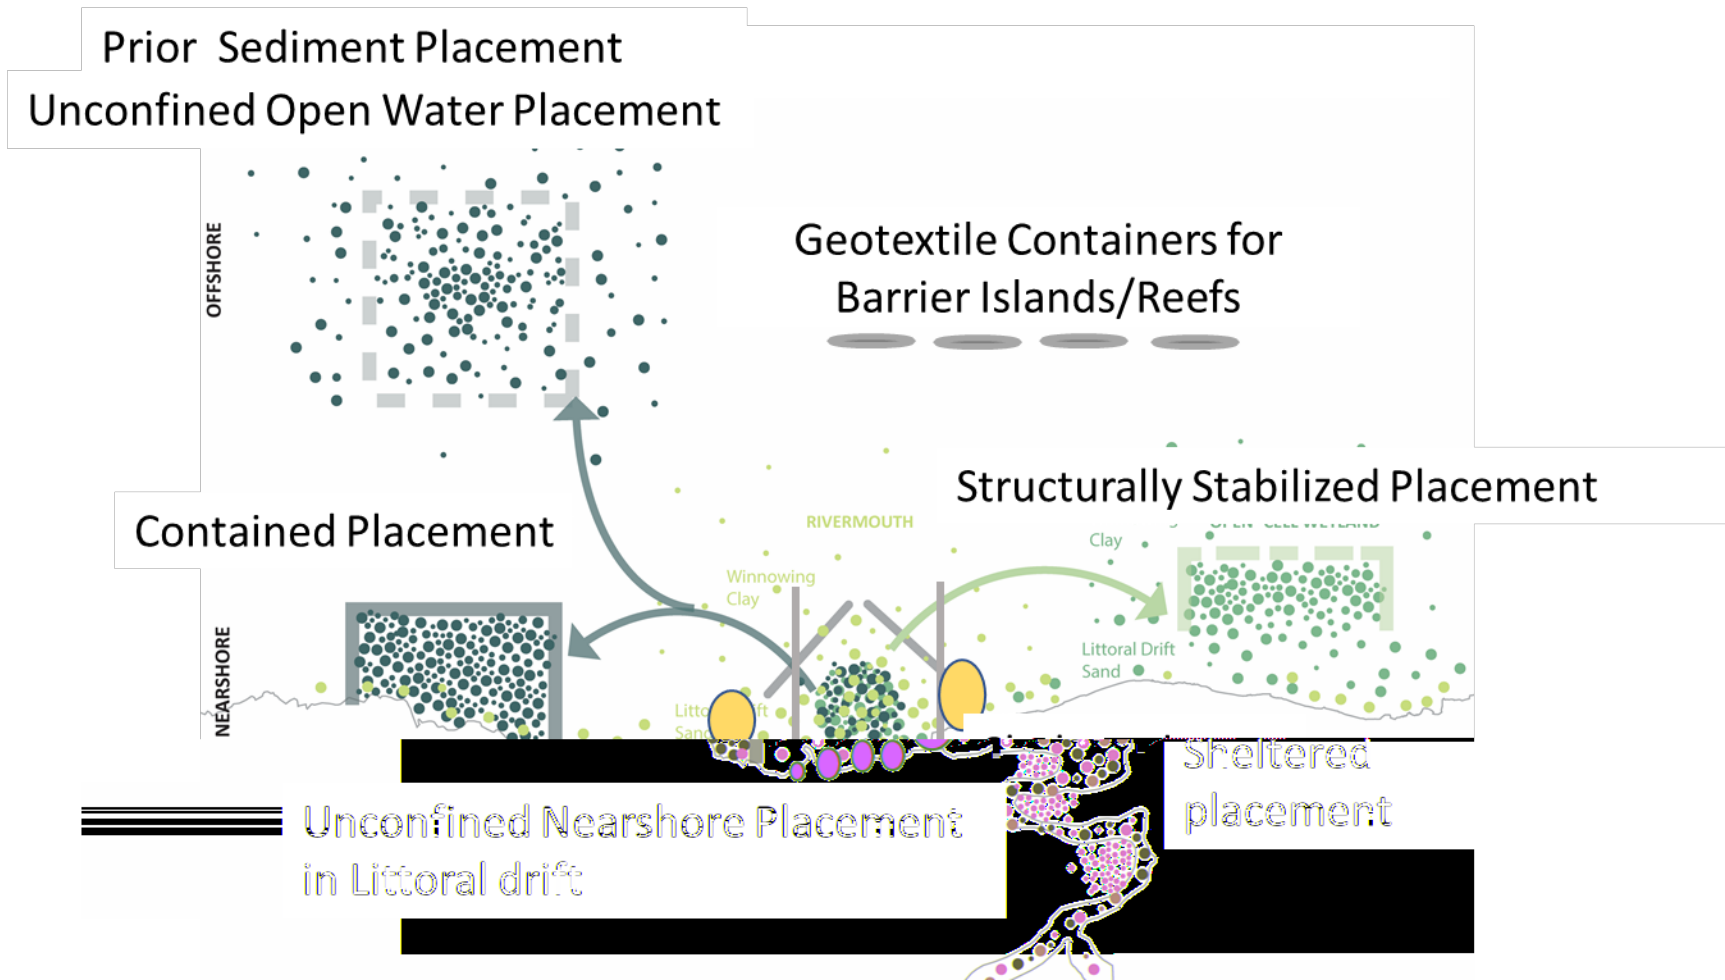 Prior Sediment Placement
Unconfined Open Water Placement
OFFSHORE
Geotextile Containers for
Barrier Islands/Reefs
Structurally Stabilized Placement
Contained Placement
RIVERMOUTH
Clay
Winnowing
Clay
Littoral Drift
Sand
NEARSHORE
Sheltered
placement
Unconfined Nearshore Placement
in Littoral drift